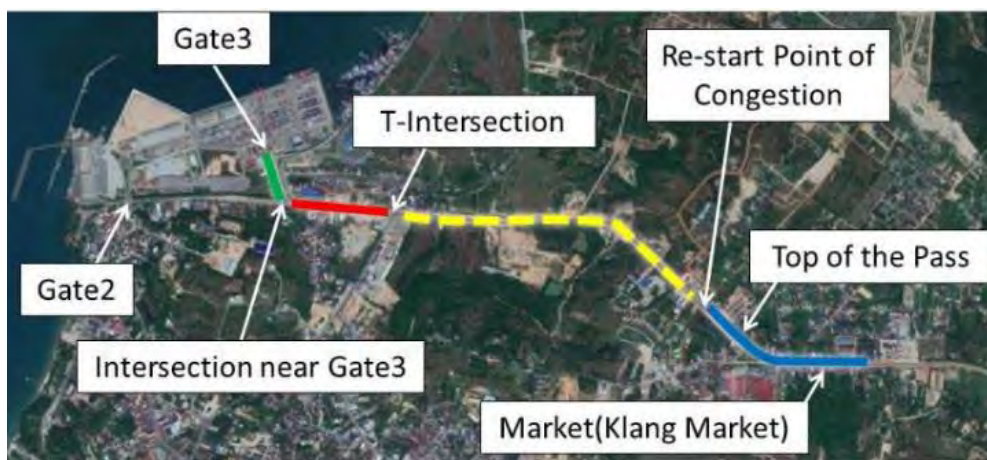 Gate3
Re-start Point of
Congestion
T-Intersection
Top of the Pass
Gate2
Intersection near Gate3
Market(Klang Market)